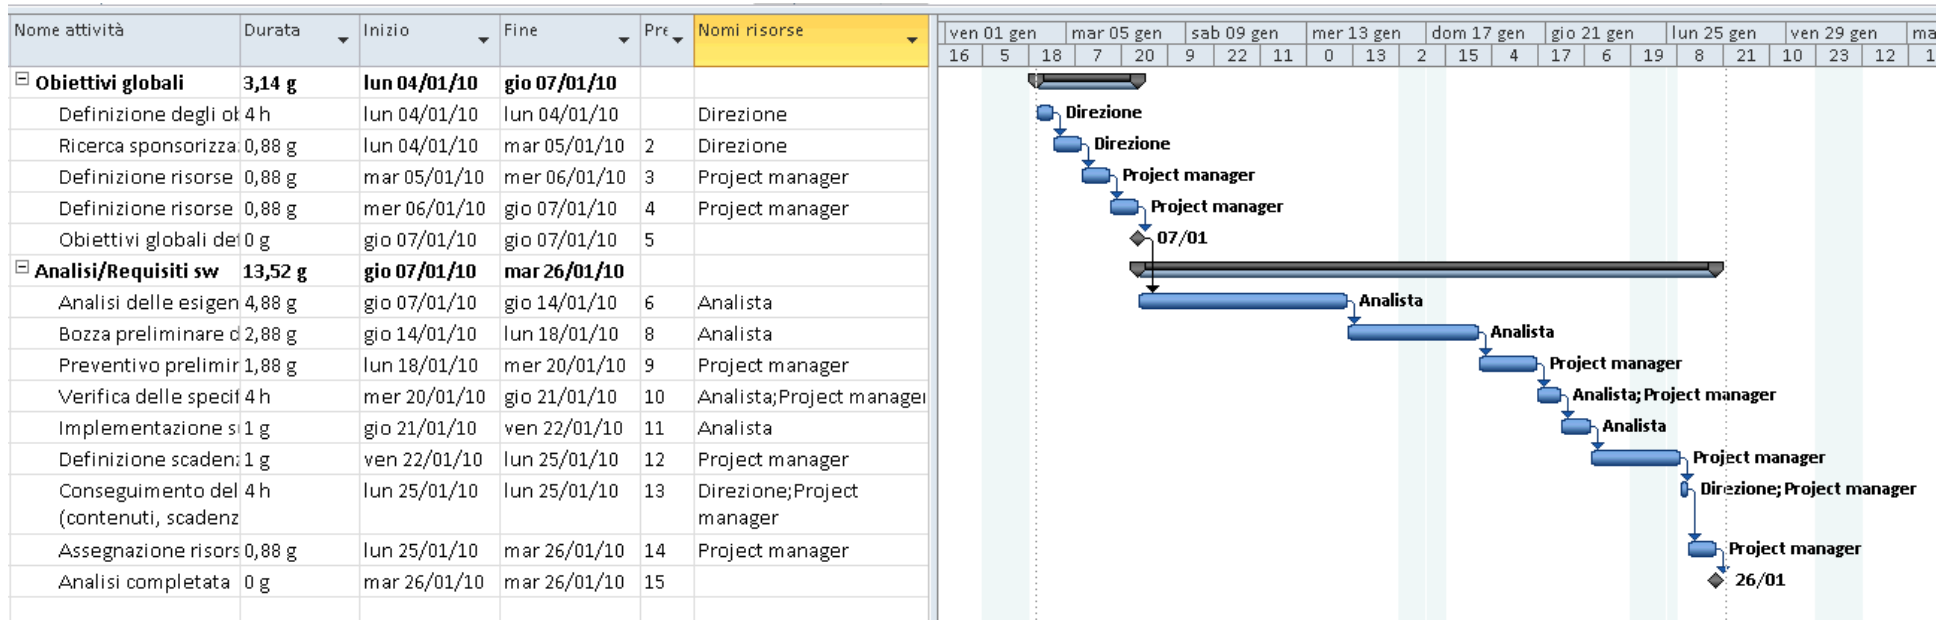 Nome attività Durata Inizio Fine Pre Nomi risorse
ven 01 gen mar 05 gen sab 09 gen mer 13 gen dom 17 gen gio 21 gen lun 25 gen ven 29 gen ma
16 5 18 7 20 9 22 11 0 13 2 15 4 17 6 19 8 21 10 23 12 1
Obiettivi globali 3,14 g lun 04/01/10 gio 07/01/10
Definizione degli ob 4 h lun 04/01/10 lun 04/01/10 Direzione Direzione
Ricerca sponsorizza 0,88 g lun 04/01/10 mar 05/01/10 2 Direzione Direzione
Definizione risorse 0,88 g mar 05/01/10 mer 06/01/10 3 Project manager Project manager
Definizione risorse 0,88 g mer 06/01/10 gio 07/01/10 4 Project manager Project manager
Obiettivi globali def 0 g gio 07/01/10 gio 07/01/10 5 07/01
Analisi/Requisiti sw 13,52 g gio 07/01/10 mar 26/01/10
Analisi delle esigen 4,88 g gio 07/01/10 gio 14/01/10 6 Analista Analista
Bozza preliminare d 2,88 g gio 14/01/10 lun 18/01/10 8 Analista Analista
Preventivo prelimin 1,88 g lun 18/01/10 mer 20/01/10 9 Project manager Project manager
Verifica delle specif 4 h mer 20/01/10 gio 21/01/10 10 Analista;Project manager Analista;Project manager
Implementazione s 1 g gio 21/01/10 ven 22/01/10 11 Analista Analista
Definizione scaden 1 g ven 22/01/10 lun 25/01/10 12 Project manager Project manager
Conseguimento del 4 h lun 25/01/10 lun 25/01/10 13 Direzione;Project Direzione;Project manager
(contenuti, scadenz manager
Assegnazione risors 0,88 g lun 25/01/10 mar 26/01/10 14 Project manager Project manager
Analisi completata 0 g mar 26/01/10 mar 26/01/10 15 26/01